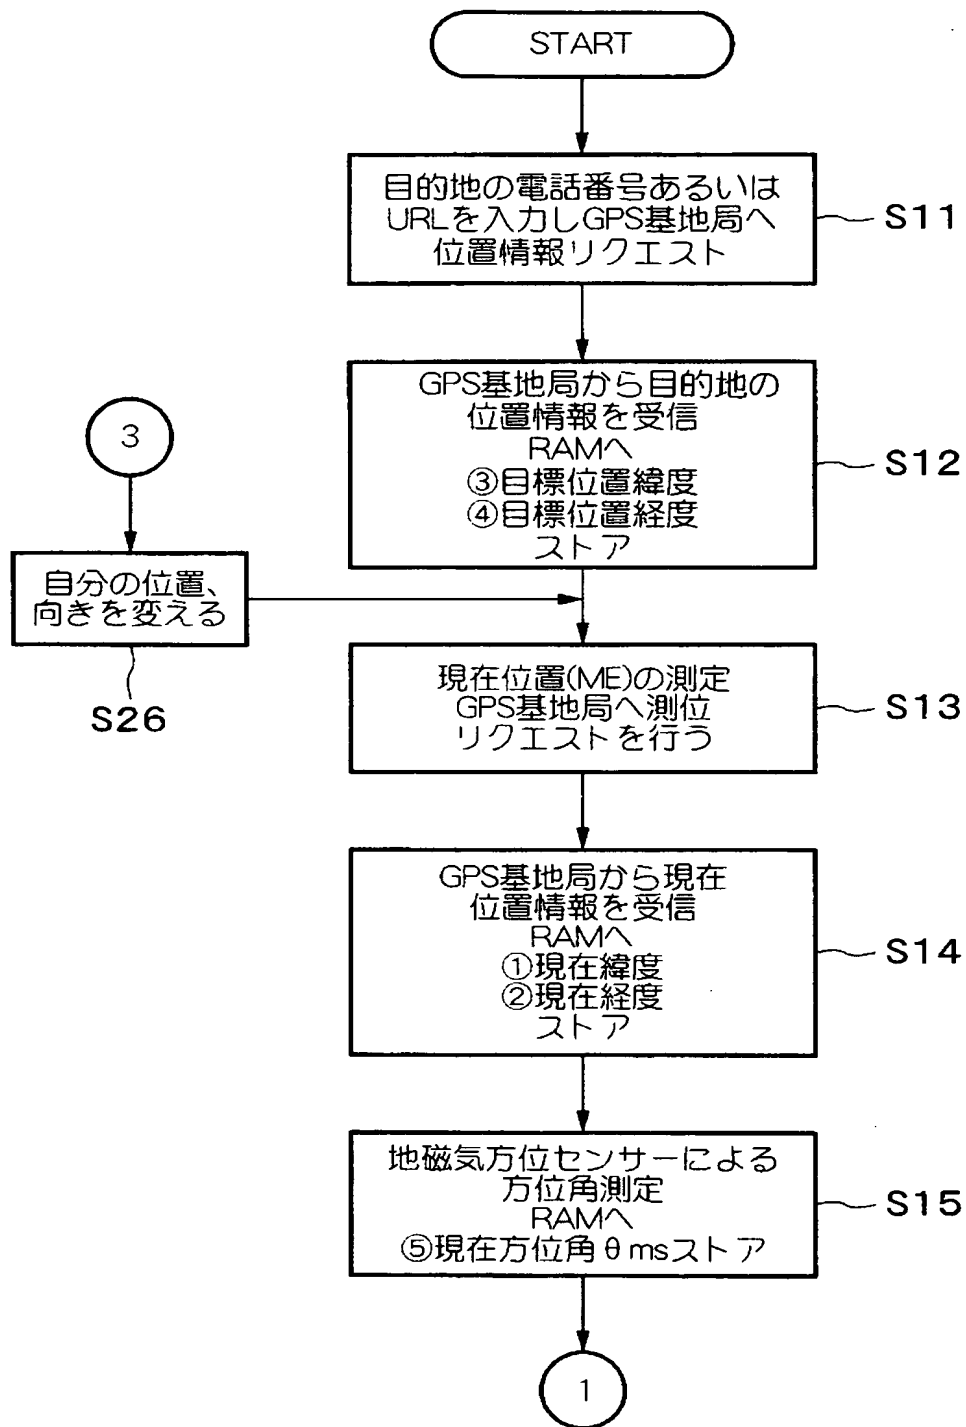 START
目的地の電話番号あるいは
URLを入力しGPS基地局へ
位置情報リクエスト
S11
GPS基地局から目的地の
位置情報を受信
RAMへ
③目標位置緯度
④目標位置経度
ストア
S12
3
自分の位置、
向きを変える
S26
現在位置(ME)の測定
GPS基地局へ測位
リクエストを行う
S13
GPS基地局から現在
位置情報を受信
RAMへ
①現在緯度
②現在経度
ストア
S14
地磁気方位センサーによる
方位角測定
RAMへ
⑤現在方位角θmsストア
S15
1